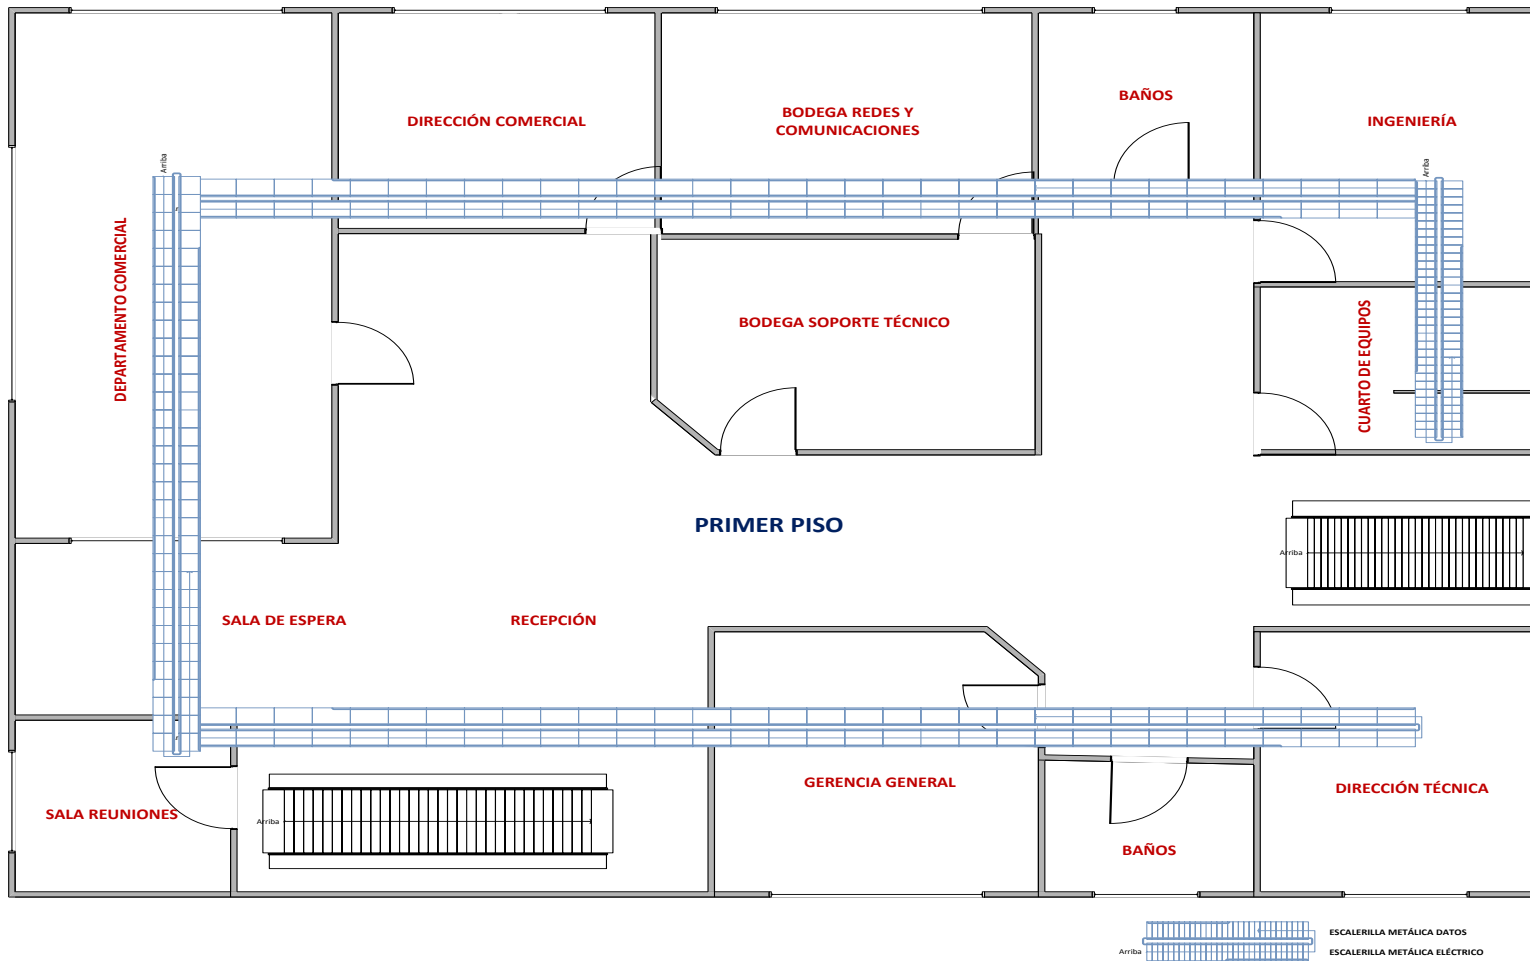 BAÑOS
BODEGA REDES Y
COMUNICACIONES
DIRECCIÓN COMERCIAL
INGENIERÍA
Arriba
Arriba
DEPARTAMENTO COMERCIAL
BODEGA SOPORTE TÉCNICO
CUARTO DE EQUIPOS
PRIMER PISO
Arriba
SALA DE ESPERA
RECEPCIÓN
GERENCIA GENERAL
DIRECCIÓN TÉCNICA
SALA REUNIONES
Arriba
BAÑOS
ESCALERILLA METÁLICA DATOS
Arriba
ESCALERILLA METÁLICA ELÉCTRICO